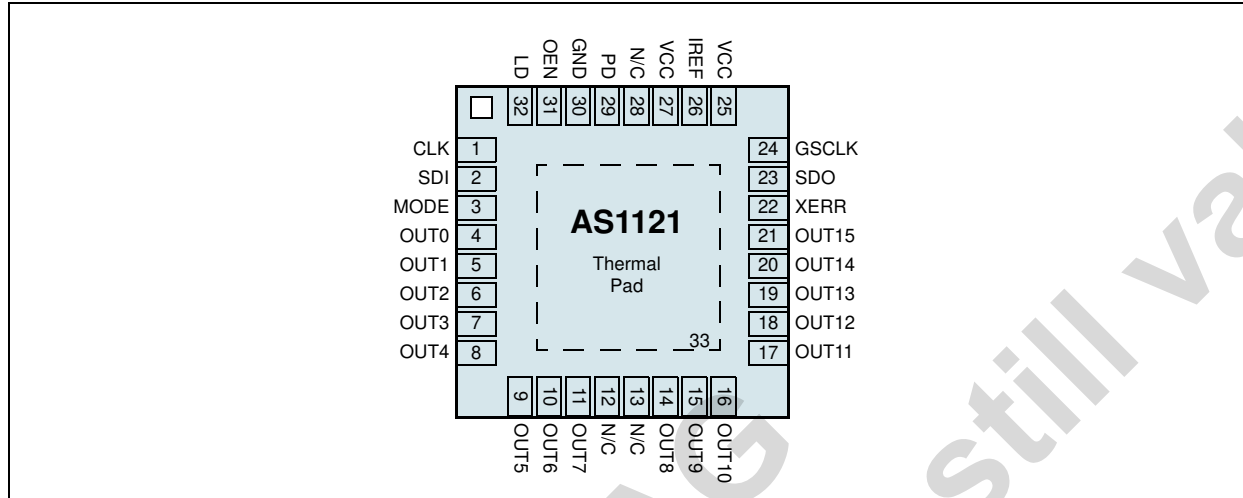 LD
OEN
GND
PD
N/C
VCC
IREF
VCC
32
31
30
29
28
27
26
25
CLK 1
SDI 2
MODE 3
OUT0 4
OUT1 5
OUT2 6
OUT3 7
OUT4 8
AS1121
Thermal
Pad
33
24 GSCLK
23 SDO
22 XERR
21 OUT15
20 OUT14
19 OUT13
18 OUT12
17 OUT11
9
10
11
12
13
14
15
16
OUT5
OUT6
OUT7
N/C
N/C
OUT8
OUT9
OUT10
AG
still va